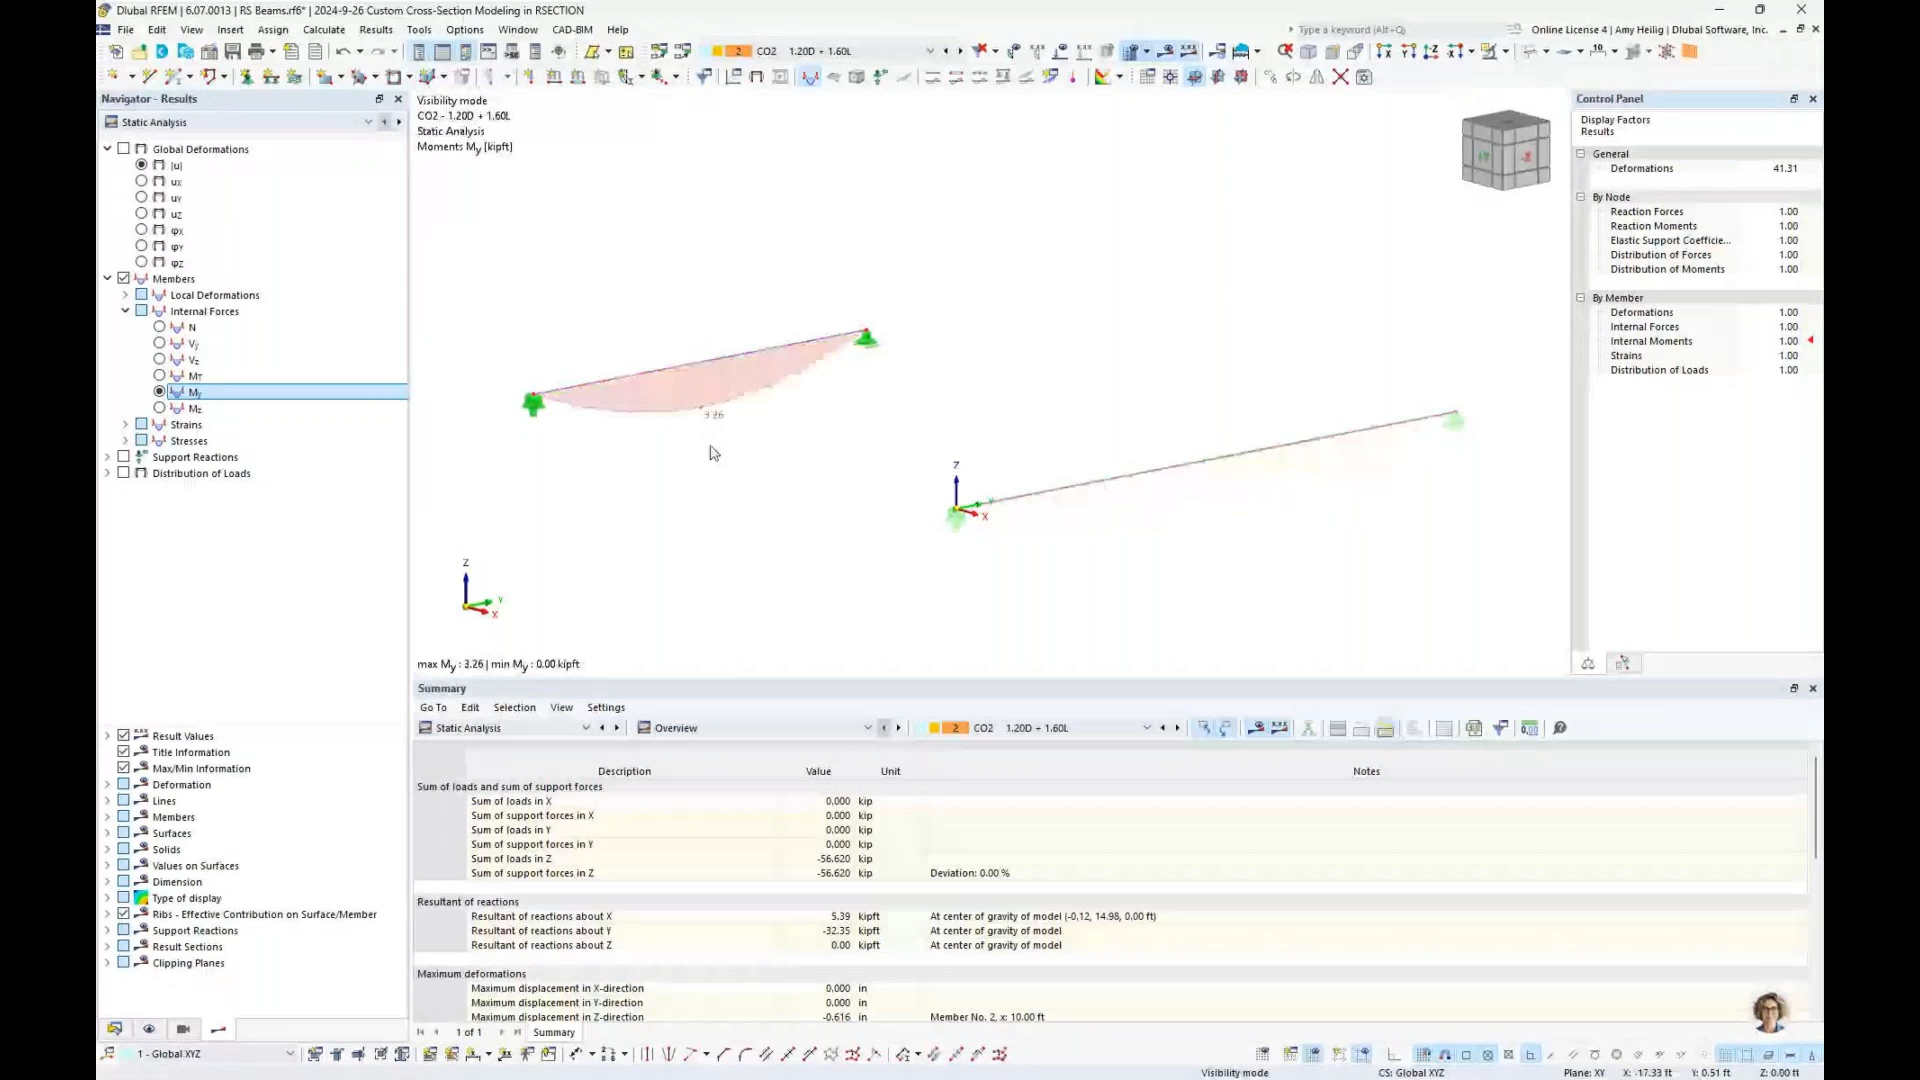 Dlubal RFEM | 6.07.0013 | RS Beams.rf6* | 2024-9-26 Custom Cross-Section Modeling in RSECTION
File Edit View Insert Assign Calculate Results Tools Options Window CAD-BIM Help
Type a keyword (Alt+Q)
Online License 4 | Amy Heilig | Dlubal Software, Inc.
2 CO2 1.20D + 1.60L
Navigator - Results
Static Analysis
Global Deformations
|u|
uX
uY
uZ
φX
φY
φZ
Members
Local Deformations
Internal Forces
N
Vy
Vz
MT
My
Mz
Strains
Stresses
Support Reactions
Distribution of Loads
Result Values
Title Information
Max/Min Information
Deformation
Lines
Members
Surfaces
Solids
Values on Surfaces
Dimension
Type of display
Ribs - Effective Contribution on Surface/Member
Support Reactions
Result Sections
Clipping Planes
1 - Global XYZ
Visibility mode
CO2 - 1.20D + 1.60L
Static Analysis
Moments My [kipft]
3.26
Z
Y
X
Z
Y
X
max My : 3.26 | min My : 0.00 kipft
Control Panel
Display Factors
Results
General
Deformations 41.31
By Node
Reaction Forces 1.00
Reaction Moments 1.00
Elastic Support Coefficie... 1.00
Distribution of Forces 1.00
Distribution of Moments 1.00
By Member
Deformations 1.00
Internal Forces 1.00
Internal Moments 1.00
Strains 1.00
Distribution of Loads 1.00
Summary
Go To Edit Selection View Settings
Static Analysis Overview 2 CO2 1.20D + 1.60L
Description Value Unit Notes
Sum of loads and sum of support forces
Sum of loads in X 0.000 kip
Sum of support forces in X 0.000 kip
Sum of loads in Y 0.000 kip
Sum of support forces in Y 0.000 kip
Sum of loads in Z -56.620 kip
Sum of support forces in Z -56.620 kip Deviation: 0.00 %
Resultant of reactions
Resultant of reactions about X 5.39 kipft At center of gravity of model (-0.12, 14.98, 0.00 ft)
Resultant of reactions about Y -32.35 kipft At center of gravity of model
Resultant of reactions about Z 0.00 kipft At center of gravity of model
Maximum deformations
Maximum displacement in X-direction 0.000 in
Maximum displacement in Y-direction 0.000 in
Maximum displacement in Z-direction -0.616 in Member No. 2, x: 10.00 ft
1 of 1 Summary
Visibility mode CS: Global XYZ Plane: XY X: -17.33 ft Y: 0.51 ft Z: 0.00 ft